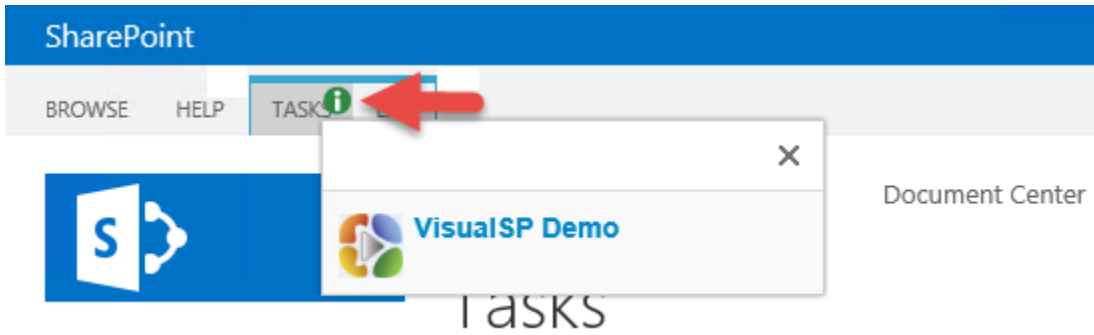 SharePoint
BROWSE HELP TASKS
VisualSP Demo
Document Center
Tasks